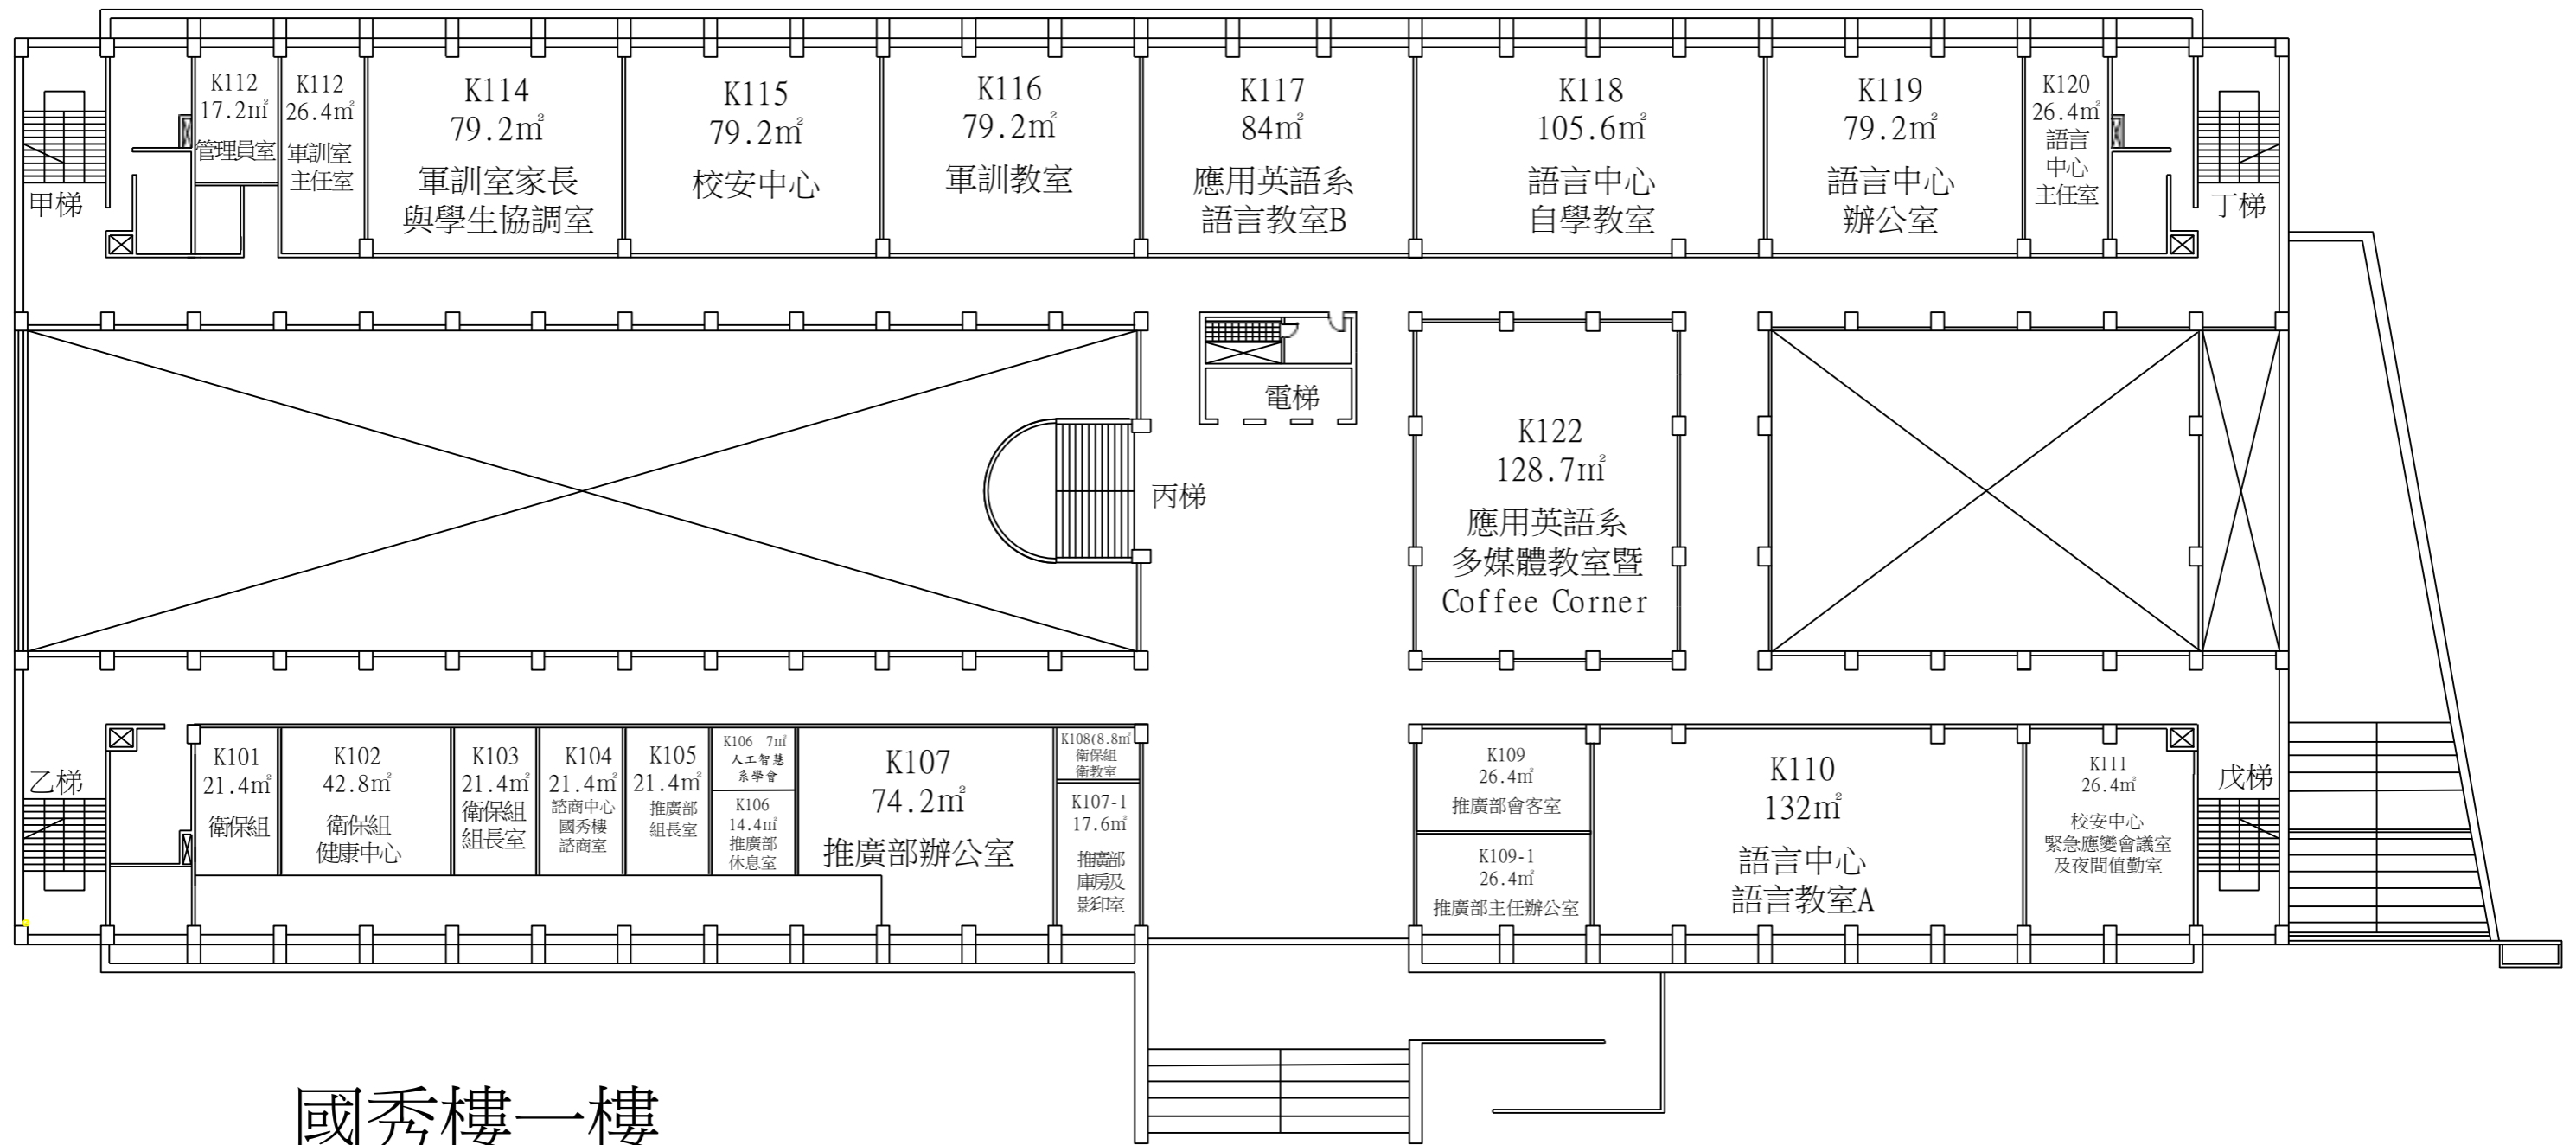 K112
17.2㎡
管理員室
K112
26.4㎡
軍訓室
主任室
K114
79.2㎡
軍訓室家長
與學生協調室
K115
79.2㎡
校安中心
K116
79.2㎡
軍訓教室
K117
84㎡
應用英語系
語言教室B
K118
105.6㎡
語言中心
自學教室
K119
79.2㎡
語言中心
辦公室
K120
26.4㎡
語言
中心
主任室
甲梯
丁梯
電梯
丙梯
K122
128.7㎡
應用英語系
多媒體教室暨
Coffee Corner
乙梯
K101
21.4㎡
衛保組
K102
42.8㎡
衛保組
健康中心
K103
21.4㎡
衛保組
組長室
K104
21.4㎡
諮商中心
國秀樓
諮商室
K105
21.4㎡
推廣部
組長室
K106 7㎡
人工智慧
系學會
K106
14.4㎡
推廣部
休息室
K107
74.2㎡
推廣部辦公室
K108(8.8㎡
衛保組
衛教室
K107-1
17.6㎡
推廣部
庫房及
影印室
K109
26.4㎡
推廣部會客室
K109-1
26.4㎡
推廣部主任辦公室
K110
132㎡
語言中心
語言教室A
K111
26.4㎡
校安中心
緊急應變會議室
及夜間值勤室
戊梯
國秀樓一樓